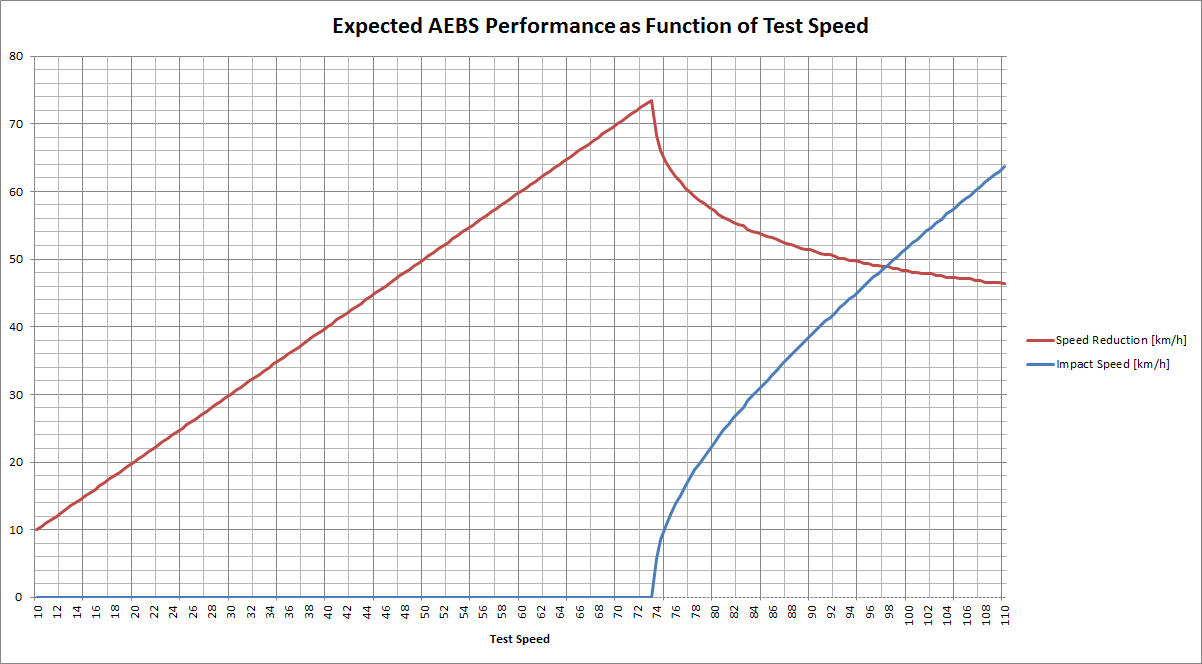 Expected AEBS Performance as Function of Test Speed
80
70
60
50
40
30
20
10
0
10 12 14 16 18 20 22 24 26 28 30 32 34 36 38 40 42 44 46 48 50 52 54 56 58 60 62 64 66 68 70 72 74 76 78 80 82 84 86 88 90 92 94 96 98 100 102 104 106 108 110
Test Speed
Speed Reduction [km/h]
Impact Speed [km/h]